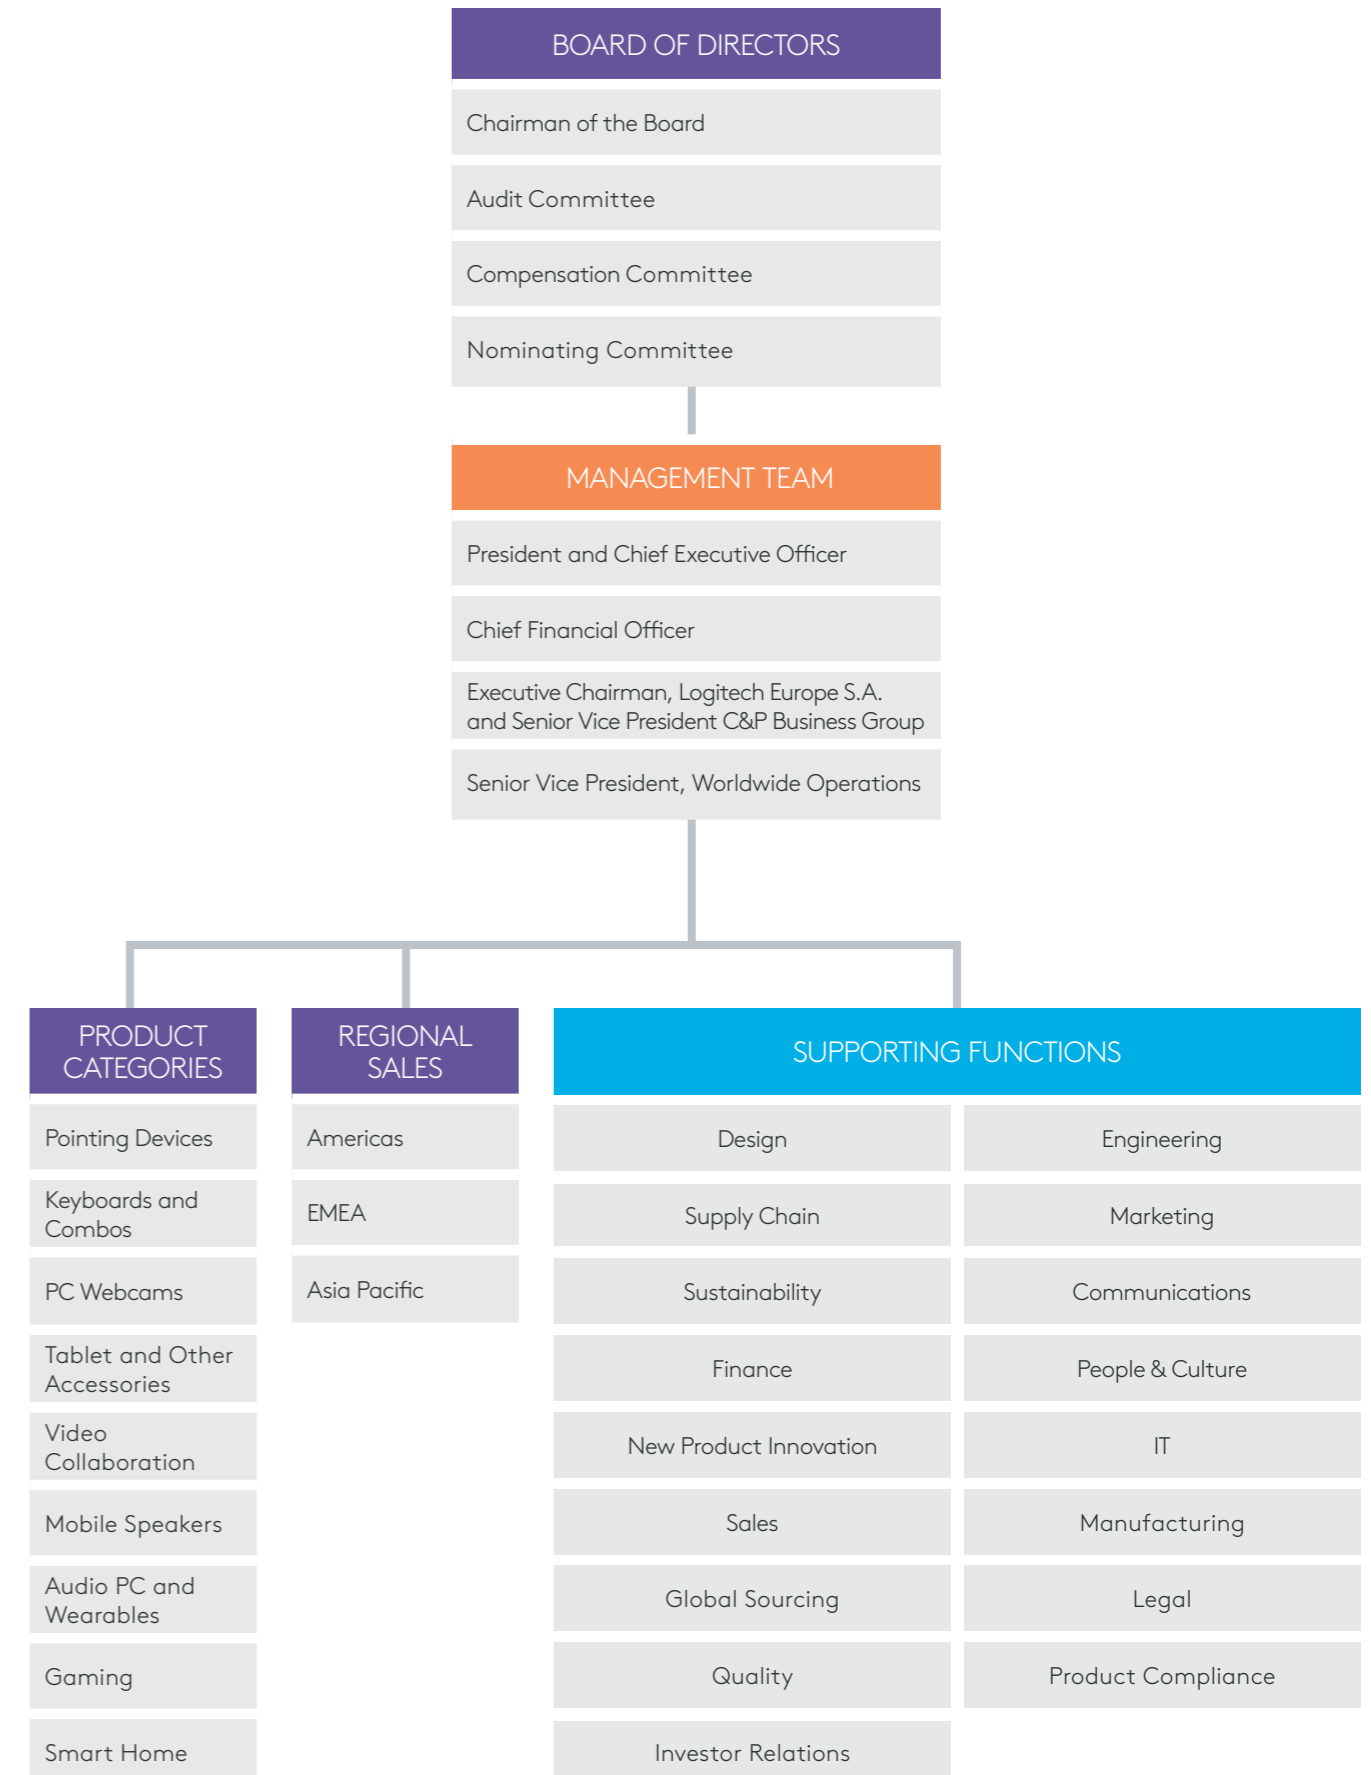 BOARD OF DIRECTORS
Chairman of the Board
Audit Committee
Compensation Committee
Nominating Committee
MANAGEMENT TEAM
President and Chief Executive Officer
Chief Financial Officer
Executive Chairman, Logitech Europe S.A.
and Senior Vice President C&P Business Group
Senior Vice President, Worldwide Operations
PRODUCT
CATEGORIES
Pointing Devices
Keyboards and
Combos
PC Webcams
Tablet and Other
Accessories
Video
Collaboration
Mobile Speakers
Audio PC and
Wearables
Gaming
Smart Home
REGIONAL
SALES
Americas
EMEA
Asia Pacific
SUPPORTING FUNCTIONS
Design
Engineering
Supply Chain
Marketing
Sustainability
Communications
Finance
People & Culture
New Product Innovation
IT
Sales
Manufacturing
Global Sourcing
Legal
Quality
Product Compliance
Investor Relations